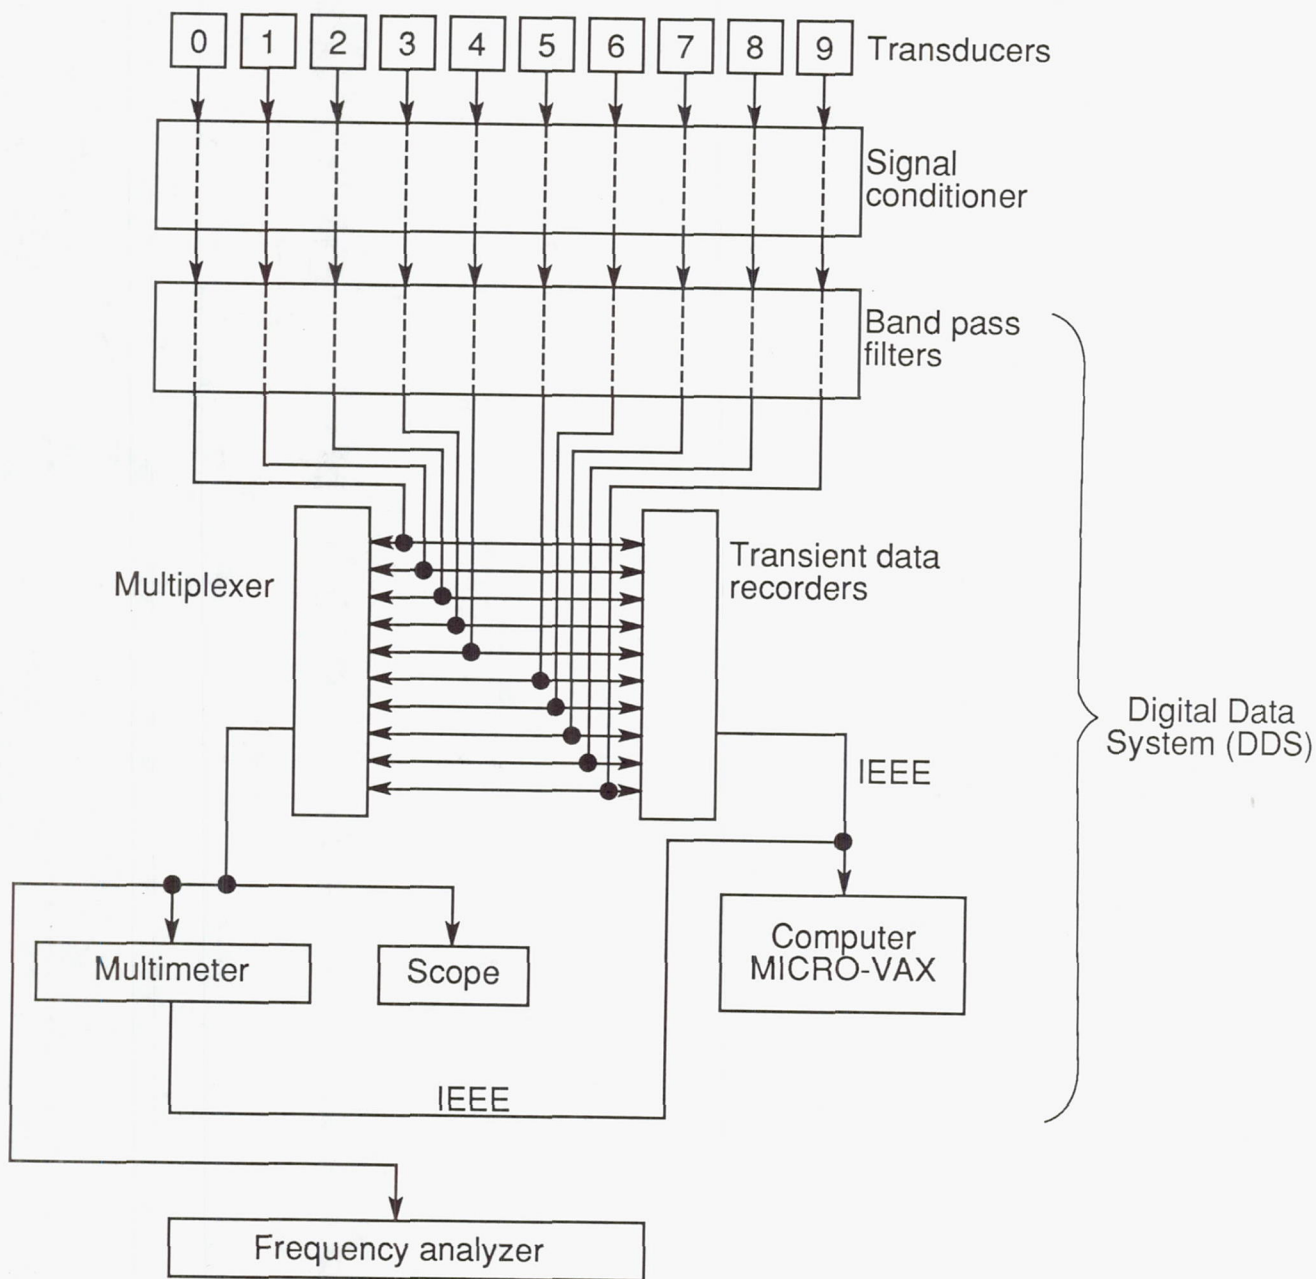 0 1 2 3 4 5 6 7 8 9 Transducers
Signal
conditioner
Band pass
filters
Multiplexer
Transient data
recorders
Digital Data
System (DDS)
IEEE
Computer
MICRO-VAX
Multimeter
Scope
IEEE
Frequency analyzer